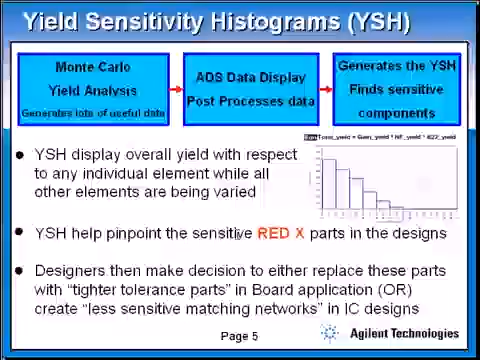 Yield Sensitivity Histograms (YSH)
Monte Carlo
Yield Analysis
Generates lots of useful data
ADS Data Display
Post Processes data
Generates the YSH
Finds sensitive
components
Gain_yield * NF_yield * S22_yield
YSH display overall yield with respect
to any individual element while all
other elements are being varied
YSH help pinpoint the sensitive RED X parts in the designs
Designers then make decision to either replace these parts
with “tighter tolerance parts” in Board application (OR)
create “less sensitive matching networks” in IC designs
Page 5
Agilent Technologies